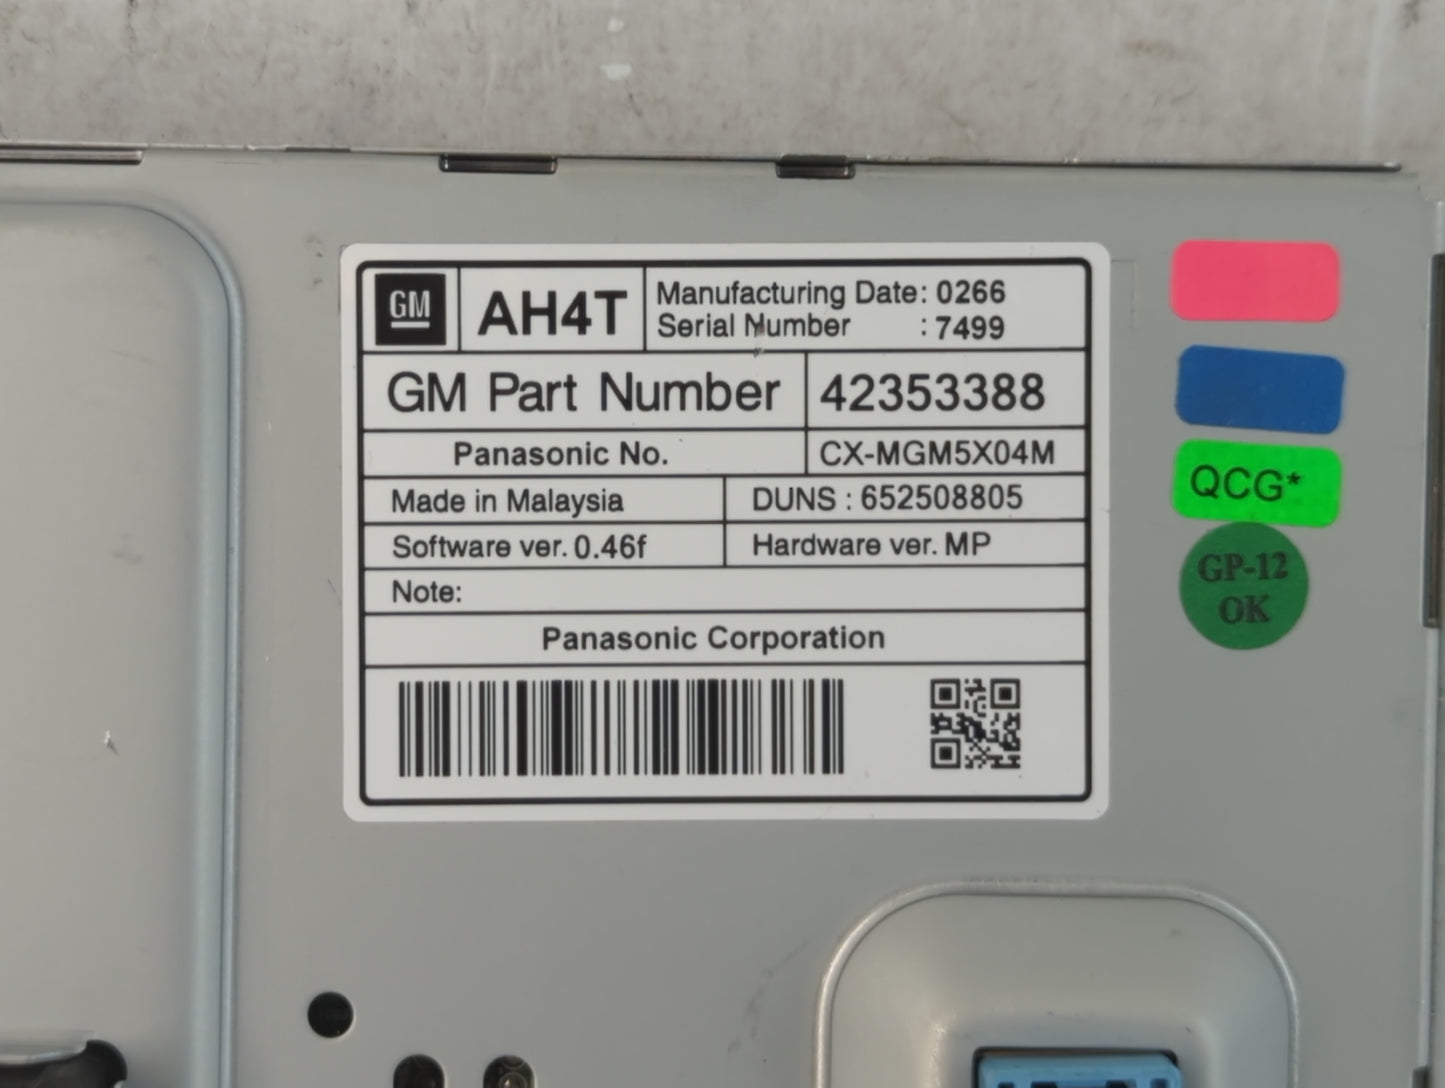 GM AH4T Manufacturing Date: 0266
Serial Number : 7499
GM Part Number 42353388
Panasonic No. CX-MGM5X04M
Made in Malaysia DUNS : 652508805
Software ver. 0.46f Hardware ver. MP
Note:
Panasonic Corporation
QCG*
GP-12
OK